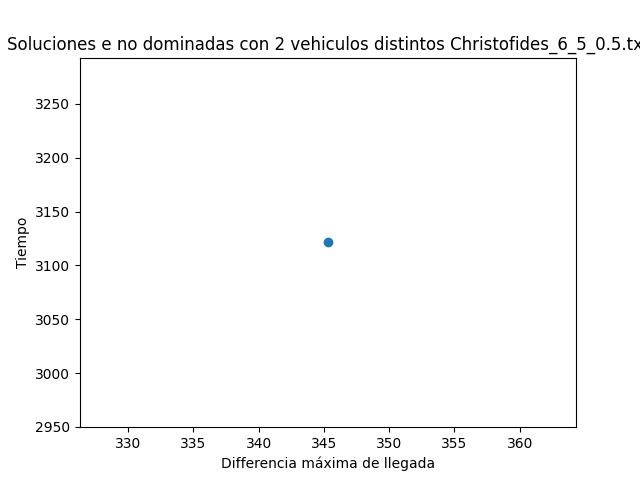 Soluciones e no dominadas con 2 vehiculos distintos Christofides_6_5_0.5.tx
3250
3200
3150
3100
3050
3000
2950
Tiempo
330 335 340 345 350 355 360
Differencia máxima de llegada